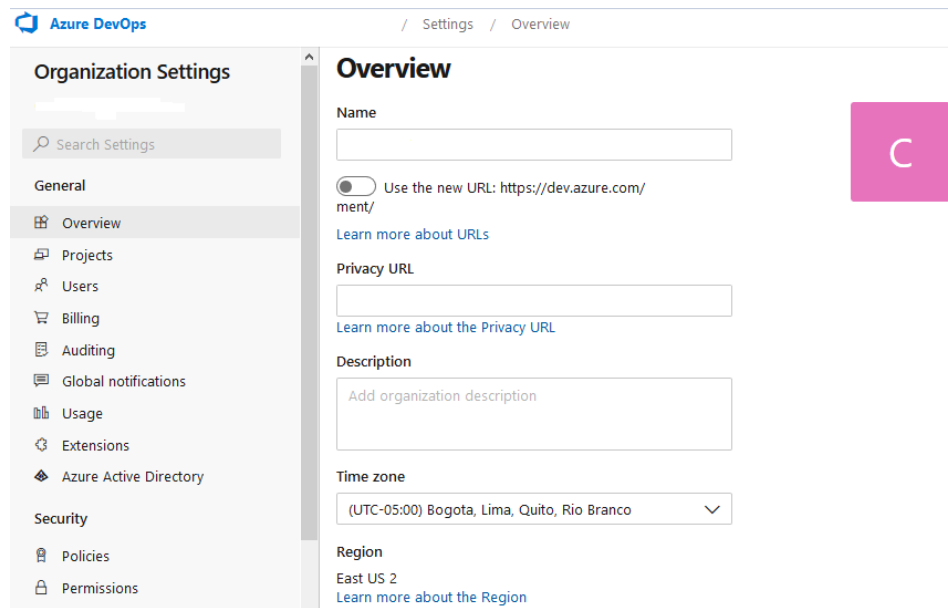 Azure DevOps / Settings / Overview
Organization Settings
Search Settings
General
Overview
Projects
Users
Billing
Auditing
Global notifications
Usage
Extensions
Azure Active Directory
Security
Policies
Permissions
Overview
Name
Use the new URL: https://dev.azure.com/
ment/
Learn more about URLs
Privacy URL
Learn more about the Privacy URL
Description
Add organization description
Time zone
(UTC-05:00) Bogota, Lima, Quito, Rio Branco
Region
East US 2
Learn more about the Region
C